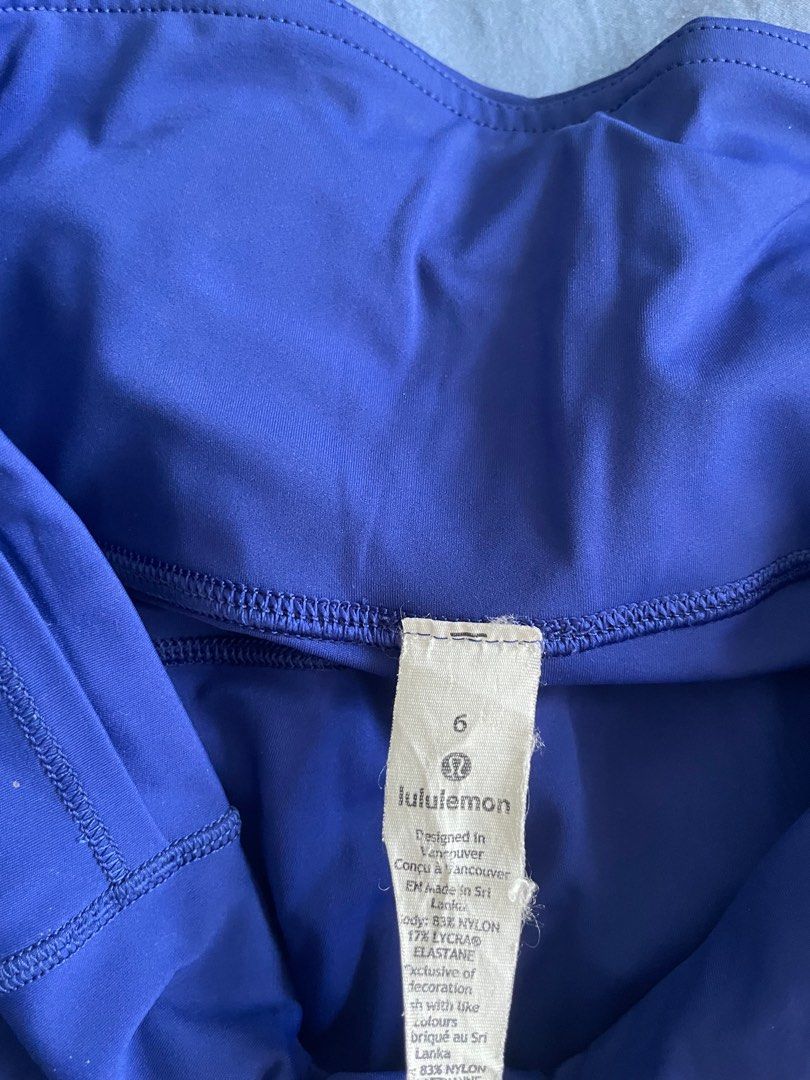 6
lululemon
Designed in
Vancouver
Conçu à Vancouver
EN Made in Sri
Lanka
ody: 83% NYLON
17% LYCRA®
ELASTANE
Exclusive of
decoration
sh with like
colours
briqué au Sri
Lanka
83% NYLON